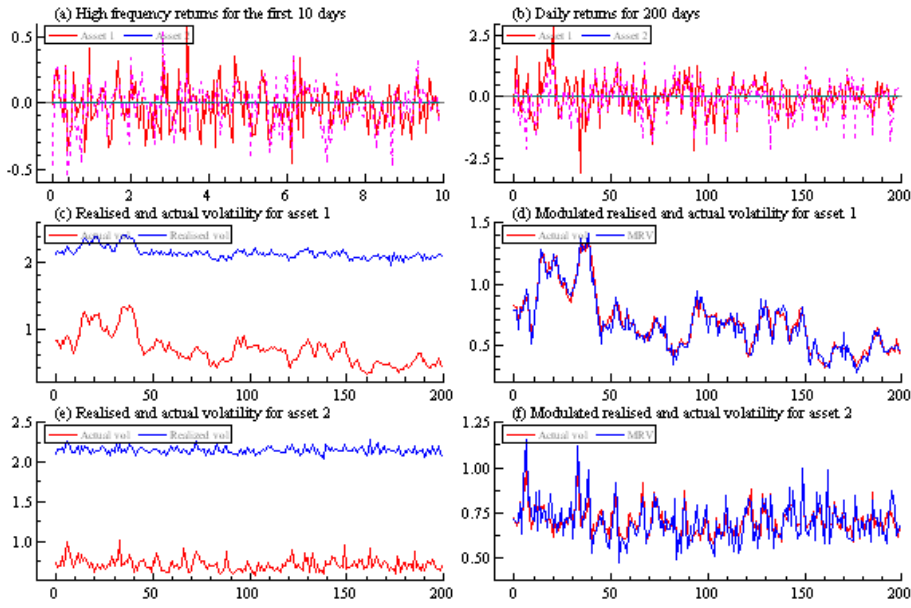 (a) High frequency returns for the first 10 days
Asset 1 Asset 2
0.5
0.0
-0.5
0 2 4 6 8 10
(b) Daily returns for 200 days
Asset 1 Asset 2
2.5
0.0
-2.5
0 50 100 150 200
(c) Realised and actual volatility for asset 1
Actual vol Realised vol
2
1
0 50 100 150 200
(d) Modulated realised and actual volatility for asset 1
Actual vol MRV
1.5
1.0
0.5
0 50 100 150 200
(e) Realised and actual volatility for asset 2
Actual vol Realized vol
2.5
2.0
1.5
1.0
0 50 100 150 200
(f) Modulated realised and actual volatility for asset 2
Actual vol MRV
1.25
1.00
0.75
0.50
0 50 100 150 200